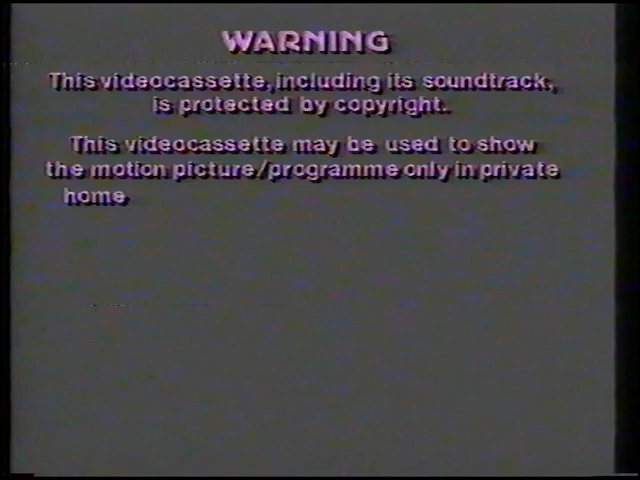 WARNING
This videocassette, including its soundtrack,
is protected by copyright.
This videocassette may be used to show
the motion picture/programme only in private
home